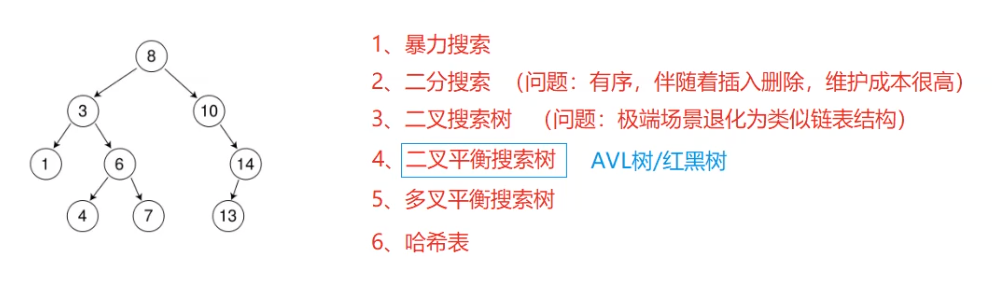 8
3
10
1
6
14
4
7
13
1、暴力搜索
2、二分搜索 （问题：有序，伴随着插入删除，维护成本很高）
3、二叉搜索树 （问题：极端场景退化为类似链表结构）
4、二叉平衡搜索树 AVL树/红黑树
5、多叉平衡搜索树
6、哈希表